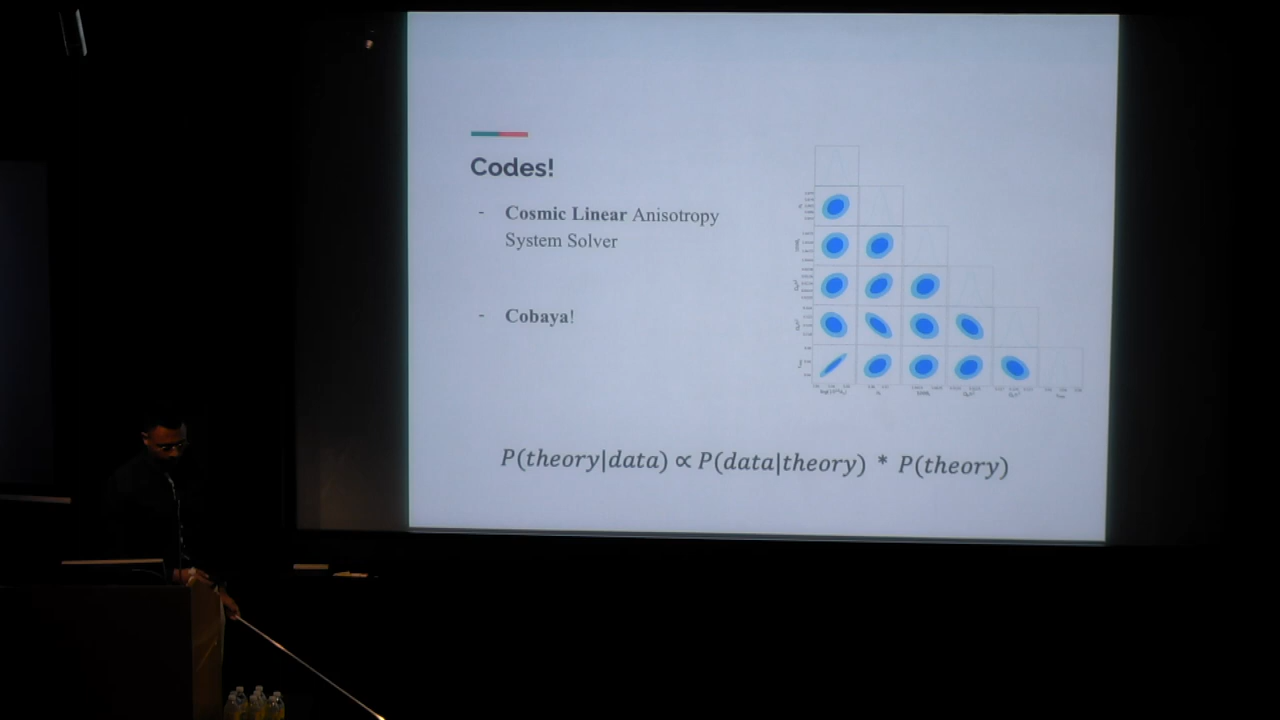 Codes!
- Cosmic Linear Anisotropy
System Solver
- Cobaya!
P(theory|data) ∝ P(data|theory) * P(theory)